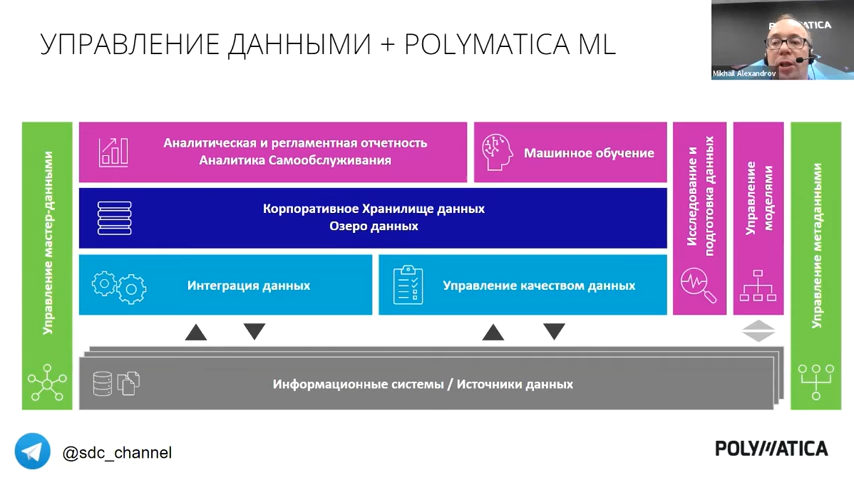 УПРАВЛЕНИЕ ДАННЫМИ + POLYMATICA ML
POLYMATICA
Mikhail Alexandrov
Управление мастер-данными
Аналитическая и регламентная отчетность
Аналитика Самообслуживания
Машинное обучение
Исследование и
подготовка данных
Управление
моделями
Управление метаданными
Корпоративное Хранилище данных
Озеро данных
Интеграция данных
Управление качеством данных
Информационные системы / Источники данных
@sdc_channel
POLYMATICA